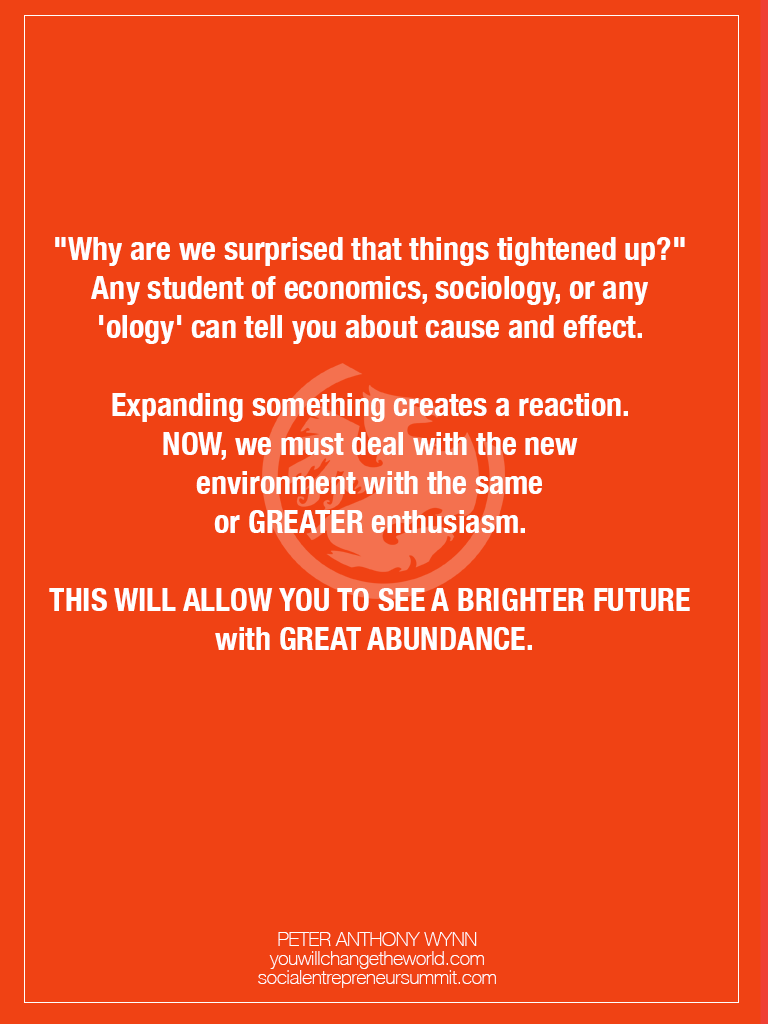 "Why are we surprised that things tightened up?"
Any student of economics, sociology, or any
'ology' can tell you about cause and effect.
Expanding something creates a reaction.
NOW, we must deal with the new
environment with the same
or GREATER enthusiasm.
THIS WILL ALLOW YOU TO SEE A BRIGHTER FUTURE
with GREAT ABUNDANCE.
PETER ANTHONY WYNN
youwillchangetheworld.com
socialentrepreneursummit.com